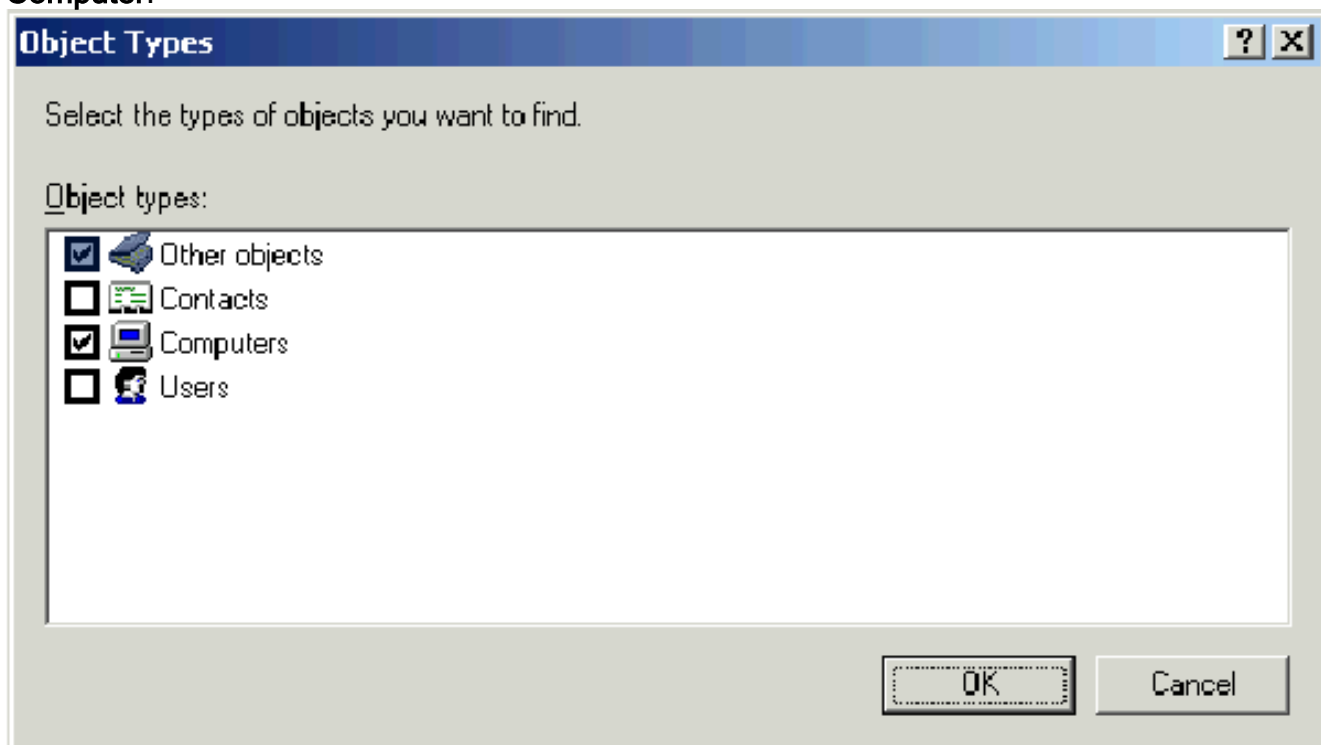 Computer.
Object Types
Select the types of objects you want to find.
Object types:
Other objects
Contacts
Computers
Users
OK
Cancel